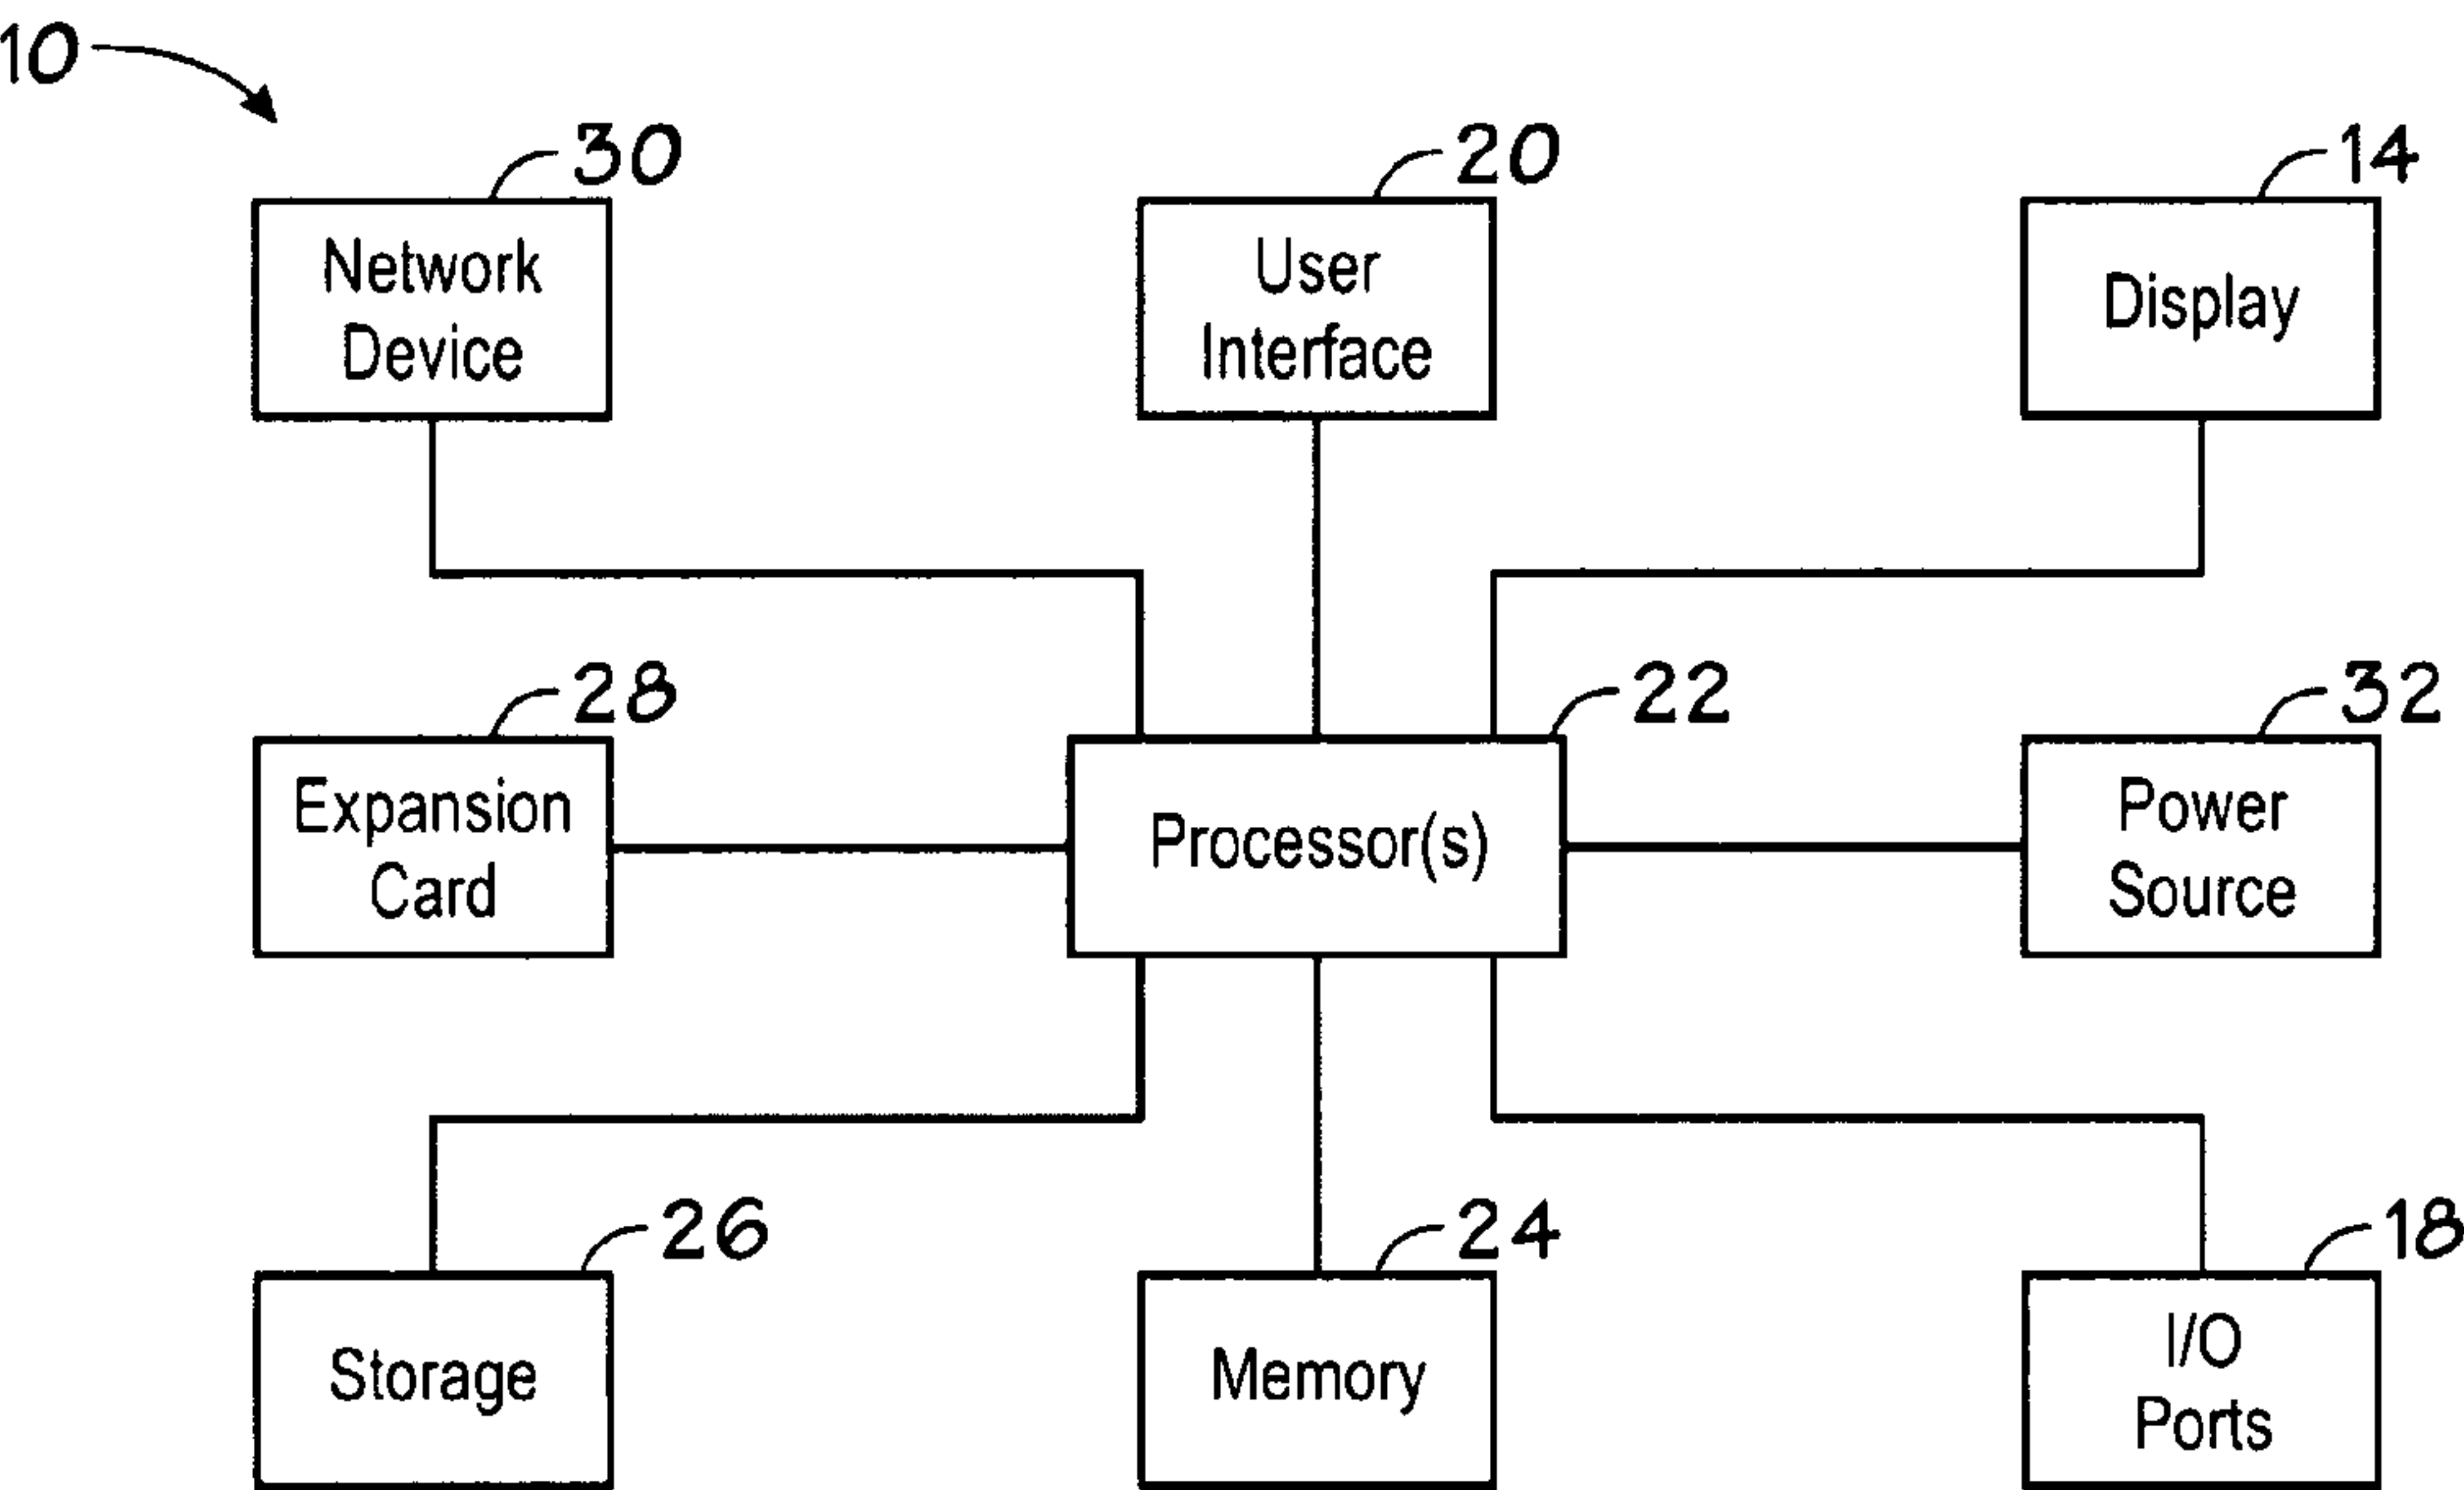 10
30
Network
Device
20
User
Interface
14
Display
28
Expansion
Card
22
Processor(s)
32
Power
Source
26
Storage
24
Memory
18
I/O
Ports